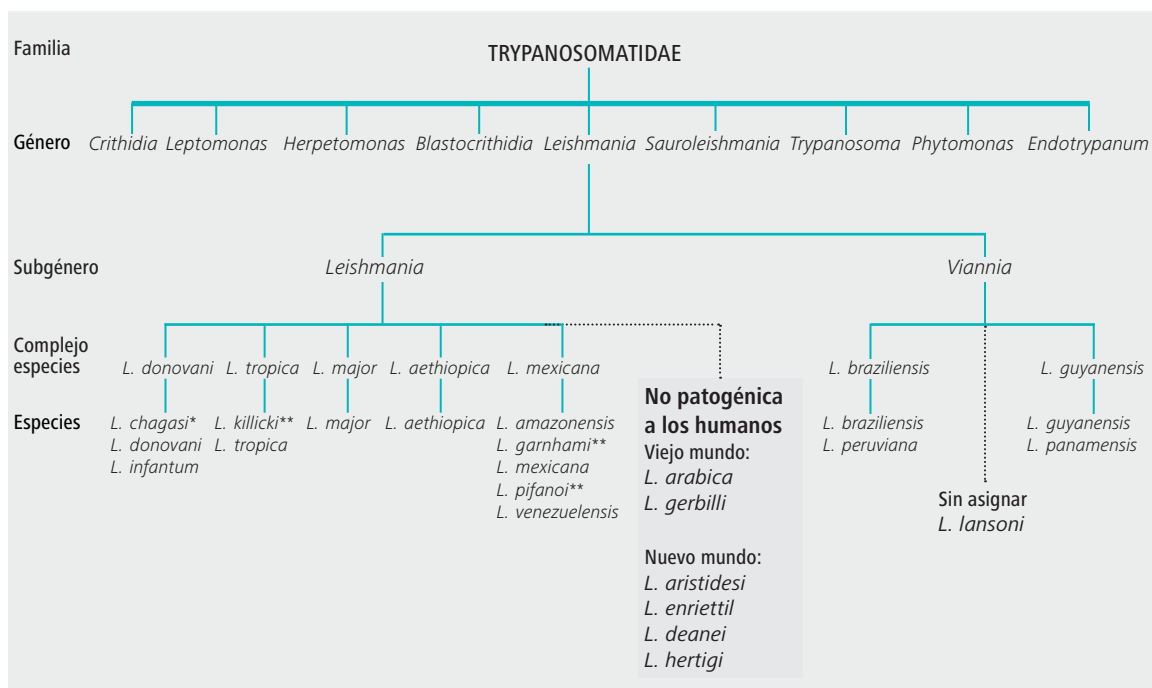 Familia
TRYPANOSOMATIDAE
Género
Crithidia Leptomonas Herpetomonas Blastocrithidia Leishmania Sauroleishmania Trypanosoma Phytomonas Endotrypanum
Subgénero
Leishmania
Viannia
Complejo
especies
L. donovani L. tropica L. major L. aethiopica L. mexicana
L. braziliensis
L. guyanensis
Especies
L. chagasi*
L. donovani
L. infantum
L. killicki**
L. tropica
L. major
L. aethiopica
L. amazonensis
L. garnhami**
L. mexicana
L. pifanoi**
L. venezuelensis
No patogénica
a los humanos
Viejo mundo:
L. arabica
L. gerbilli
Nuevo mundo:
L. aristidesi
L. enriettil
L. deanei
L. hertigi
L. braziliensis
L. peruviana
Sin asignar
L. lansoni
L. guyanensis
L. panamensis